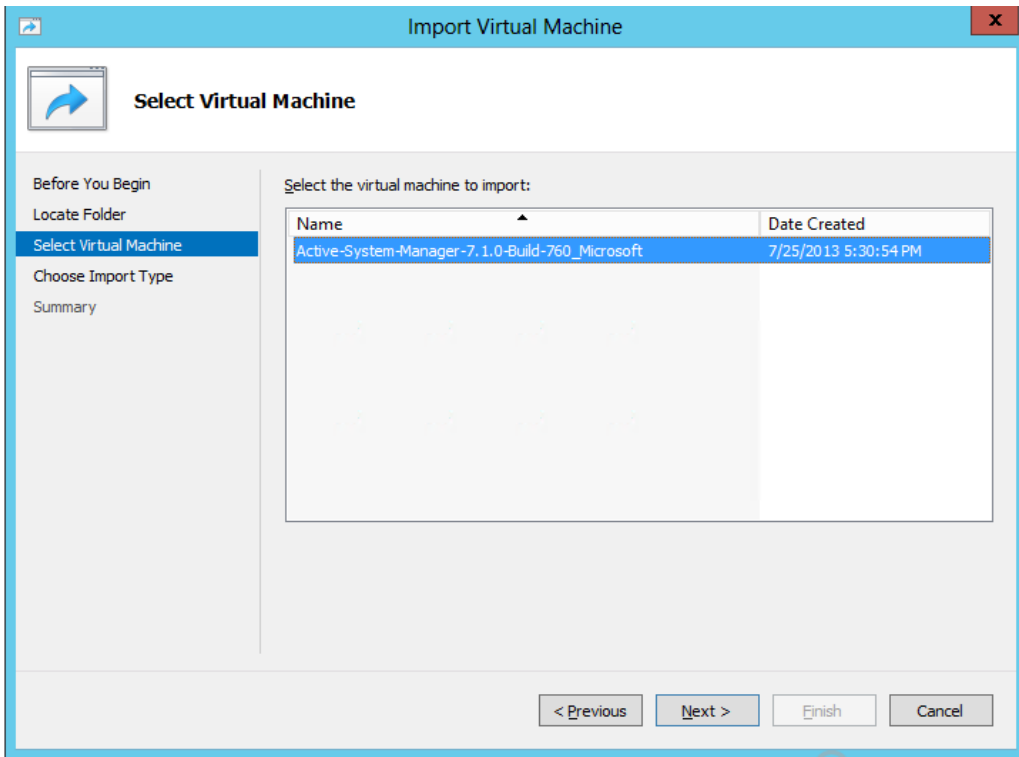 Import Virtual Machine
x
Select Virtual Machine
Before You Begin
Locate Folder
Select Virtual Machine
Choose Import Type
Summary
Select the virtual machine to import:
Name Date Created
Active-System-Manager-7.1.0-Build-760_Microsoft 7/25/2013 5:30:54 PM
< Previous Next > Finish Cancel